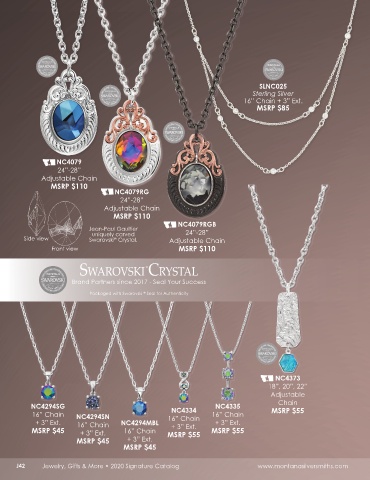 SLNC025
Sterling Silver
16" Chain + 3" Ext.
MSRP $85
NC4079
24"-28"
Adjustable Chain
MSRP $110
NC4079RG
24"-28"
Adjustable Chain
MSRP $110
NC4079RGB
24"-28"
Adjustable Chain
MSRP $110
Jean-Paul Gaultier
uniquely carved
Swarovski® Crystal.
Side view
Front view
SWAROVSKI CRYSTAL
Brand Partners since 2017 · Seal Your Success
NC4373
18", 20", 22"
Adjustable
Chain
MSRP $55
NC4294SG
16" Chain
+ 3" Ext.
MSRP $45
NC4294SN
16" Chain
+ 3" Ext.
MSRP $45
NC4294MBL
16" Chain
+ 3" Ext.
MSRP $45
NC4334
16" Chain
+ 3" Ext.
MSRP $55
NC4335
16" Chain
+ 3" Ext.
MSRP $55
J42 Jewelry, Gifts & More • 2020 Signature Catalog www.montanasilversmiths.com